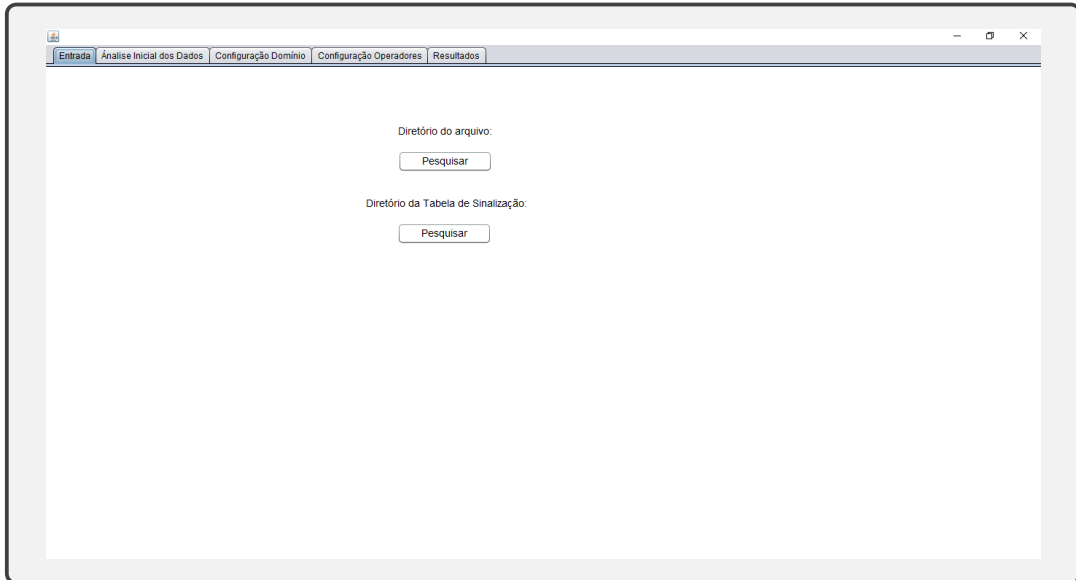 Entrada Ánalise Inicial dos Dados Configuração Domínio Configuração Operadores Resultados
Diretório do arquivo:
Pesquisar
Diretório da Tabela de Sinalização:
Pesquisar